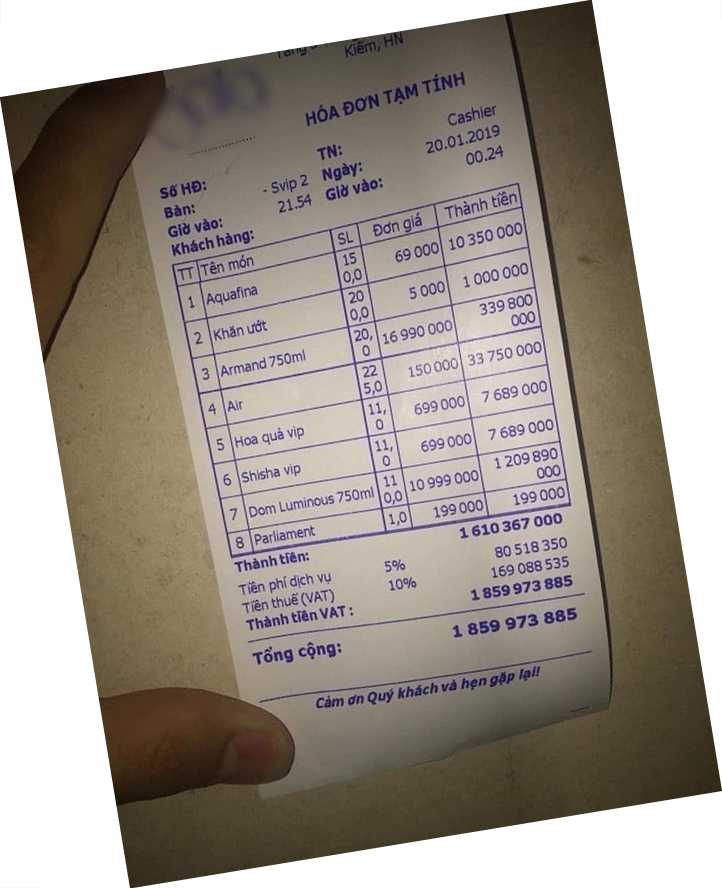 Kiếm, HN
HÓA ĐƠN TẠM TÍNH
Số HĐ: TN: Cashier
Bàn: - Svip 2 Ngày: 20.01.2019
Giờ vào: 21.54 Giờ vào: 00.24
Khách hàng:
TT Tên món SL Đơn giá Thành tiền
1 Aquafina 150,0 69 000 10 350 000
2 Khăn ướt 200,0 5 000 1 000 000
3 Armand 750ml 20,0 16 990 000 339 800 000
4 Air 225,0 150 000 33 750 000
5 Hoa quả vip 11,0 699 000 7 689 000
6 Shisha vip 11,0 699 000 7 689 000
7 Dom Luminous 750ml 110,0 10 999 000 1 209 890 000
8 Parliament 1,0 199 000 199 000
Thành tiền: 1 610 367 000
Tiền phí dịch vụ 5% 80 518 350
Tiền thuế (VAT) 10% 169 088 535
Thành tiền VAT : 1 859 973 885
Tổng cộng: 1 859 973 885
Cảm ơn Quý khách và hẹn gặp lại!